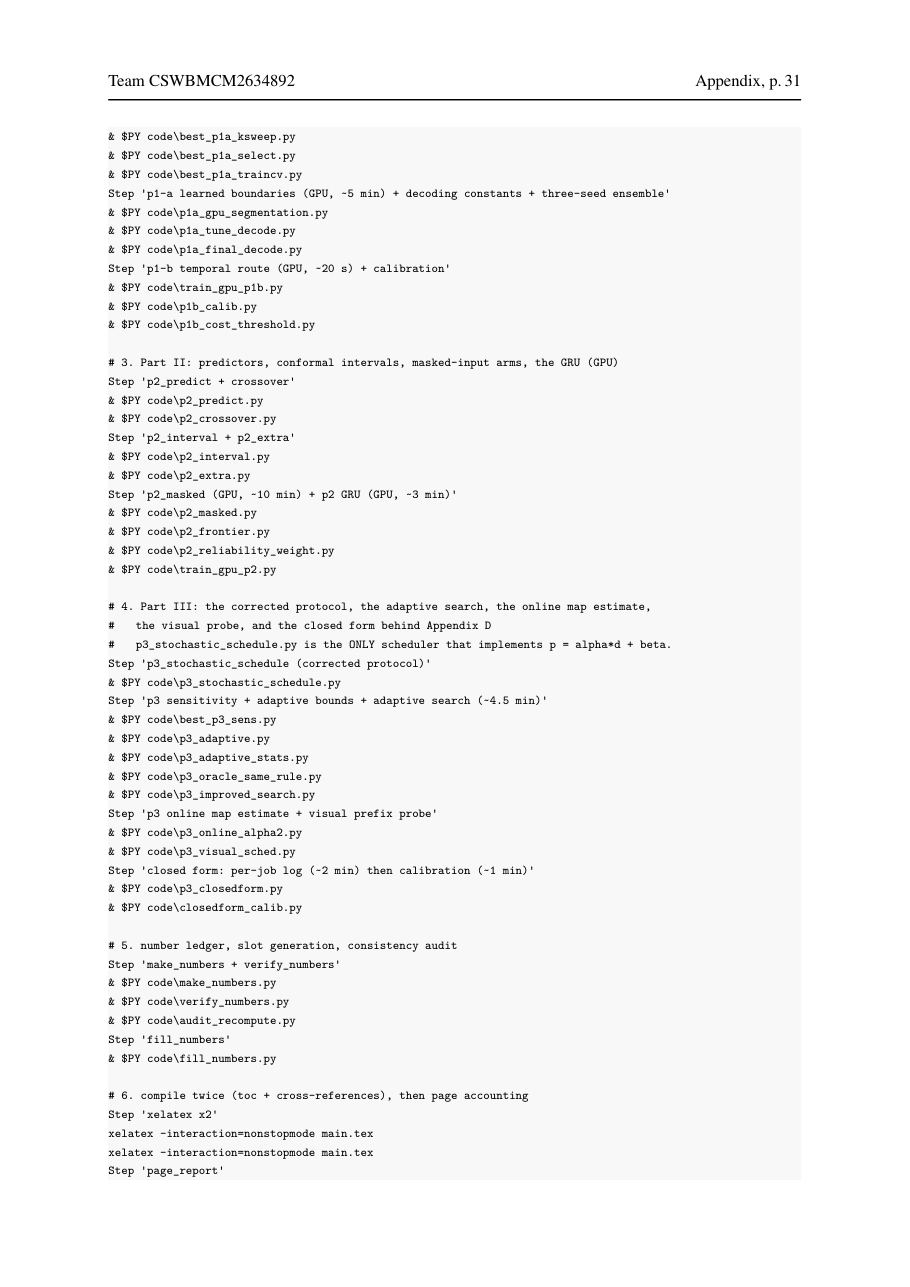 Team CSWBMCM2634892 Appendix, p. 31
& $PY code\best_p1a_ksweep.py
& $PY code\best_p1a_select.py
& $PY code\best_p1a_traincv.py
Step 'p1-a learned boundaries (GPU, ~5 min) + decoding constants + three-seed ensemble'
& $PY code\p1a_gpu_segmentation.py
& $PY code\p1a_tune_decode.py
& $PY code\p1a_final_decode.py
Step 'p1-b temporal route (GPU, ~20 s) + calibration'
& $PY code\train_gpu_p1b.py
& $PY code\p1b_calib.py
& $PY code\p1b_cost_threshold.py
# 3. Part II: predictors, conformal intervals, masked-input arms, the GRU (GPU)
Step 'p2_predict + crossover'
& $PY code\p2_predict.py
& $PY code\p2_crossover.py
Step 'p2_interval + p2_extra'
& $PY code\p2_interval.py
& $PY code\p2_extra.py
Step 'p2_masked (GPU, ~10 min) + p2 GRU (GPU, ~3 min)'
& $PY code\p2_masked.py
& $PY code\p2_frontier.py
& $PY code\p2_reliability_weight.py
& $PY code\train_gpu_p2.py
# 4. Part III: the corrected protocol, the adaptive search, the online map estimate,
#   the visual probe, and the closed form behind Appendix D
#   p3_stochastic_schedule.py is the ONLY scheduler that implements p = alpha*d + beta.
Step 'p3_stochastic_schedule (corrected protocol)'
& $PY code\p3_stochastic_schedule.py
Step 'p3 sensitivity + adaptive bounds + adaptive search (~4.5 min)'
& $PY code\best_p3_sens.py
& $PY code\p3_adaptive.py
& $PY code\p3_adaptive_stats.py
& $PY code\p3_oracle_same_rule.py
& $PY code\p3_improved_search.py
Step 'p3 online map estimate + visual prefix probe'
& $PY code\p3_online_alpha2.py
& $PY code\p3_visual_sched.py
Step 'closed form: per-job log (~2 min) then calibration (~1 min)'
& $PY code\p3_closedform.py
& $PY code\closedform_calib.py
# 5. number ledger, slot generation, consistency audit
Step 'make_numbers + verify_numbers'
& $PY code\make_numbers.py
& $PY code\verify_numbers.py
& $PY code\audit_recompute.py
Step 'fill_numbers'
& $PY code\fill_numbers.py
# 6. compile twice (toc + cross-references), then page accounting
Step 'xelatex x2'
xelatex -interaction=nonstopmode main.tex
xelatex -interaction=nonstopmode main.tex
Step 'page_report'